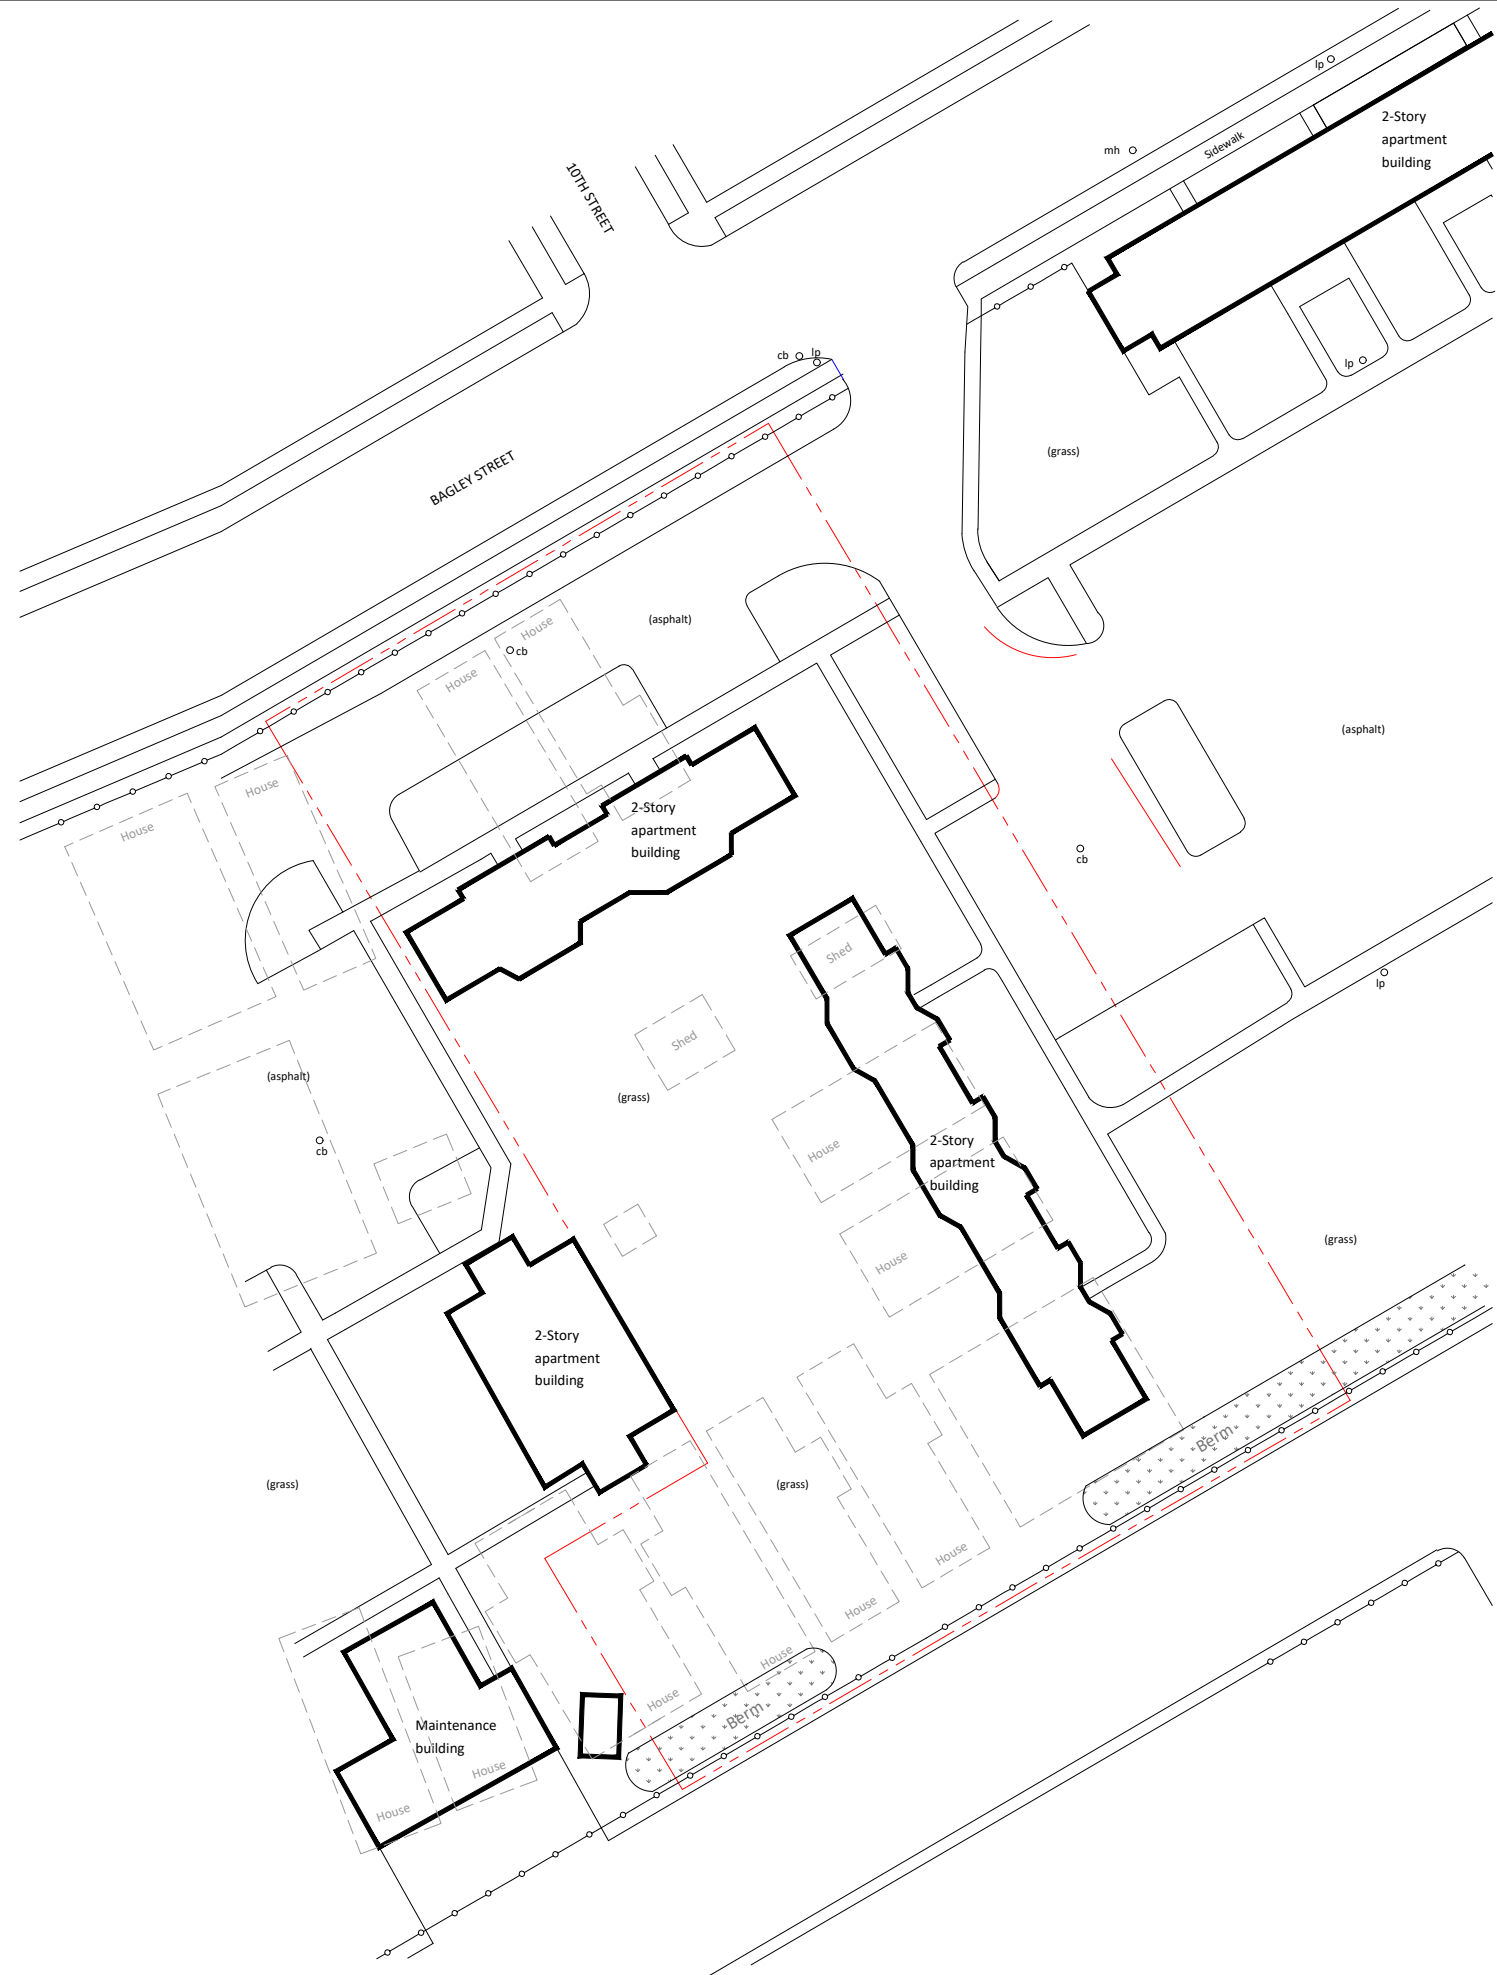 lp
2-Story
apartment
building
mh
Sidewalk
10TH STREET
cb
lp
lp
(grass)
BAGLEY STREET
(asphalt)
House
cb
House
(asphalt)
House
House
2-Story
apartment
building
cb
Shed
lp
Shed
(asphalt)
(grass)
cb
House
2-Story
apartment
building
(grass)
House
2-Story
apartment
building
Berm
(grass)
(grass)
House
House
House
House
Berm
Maintenance
building
House
House